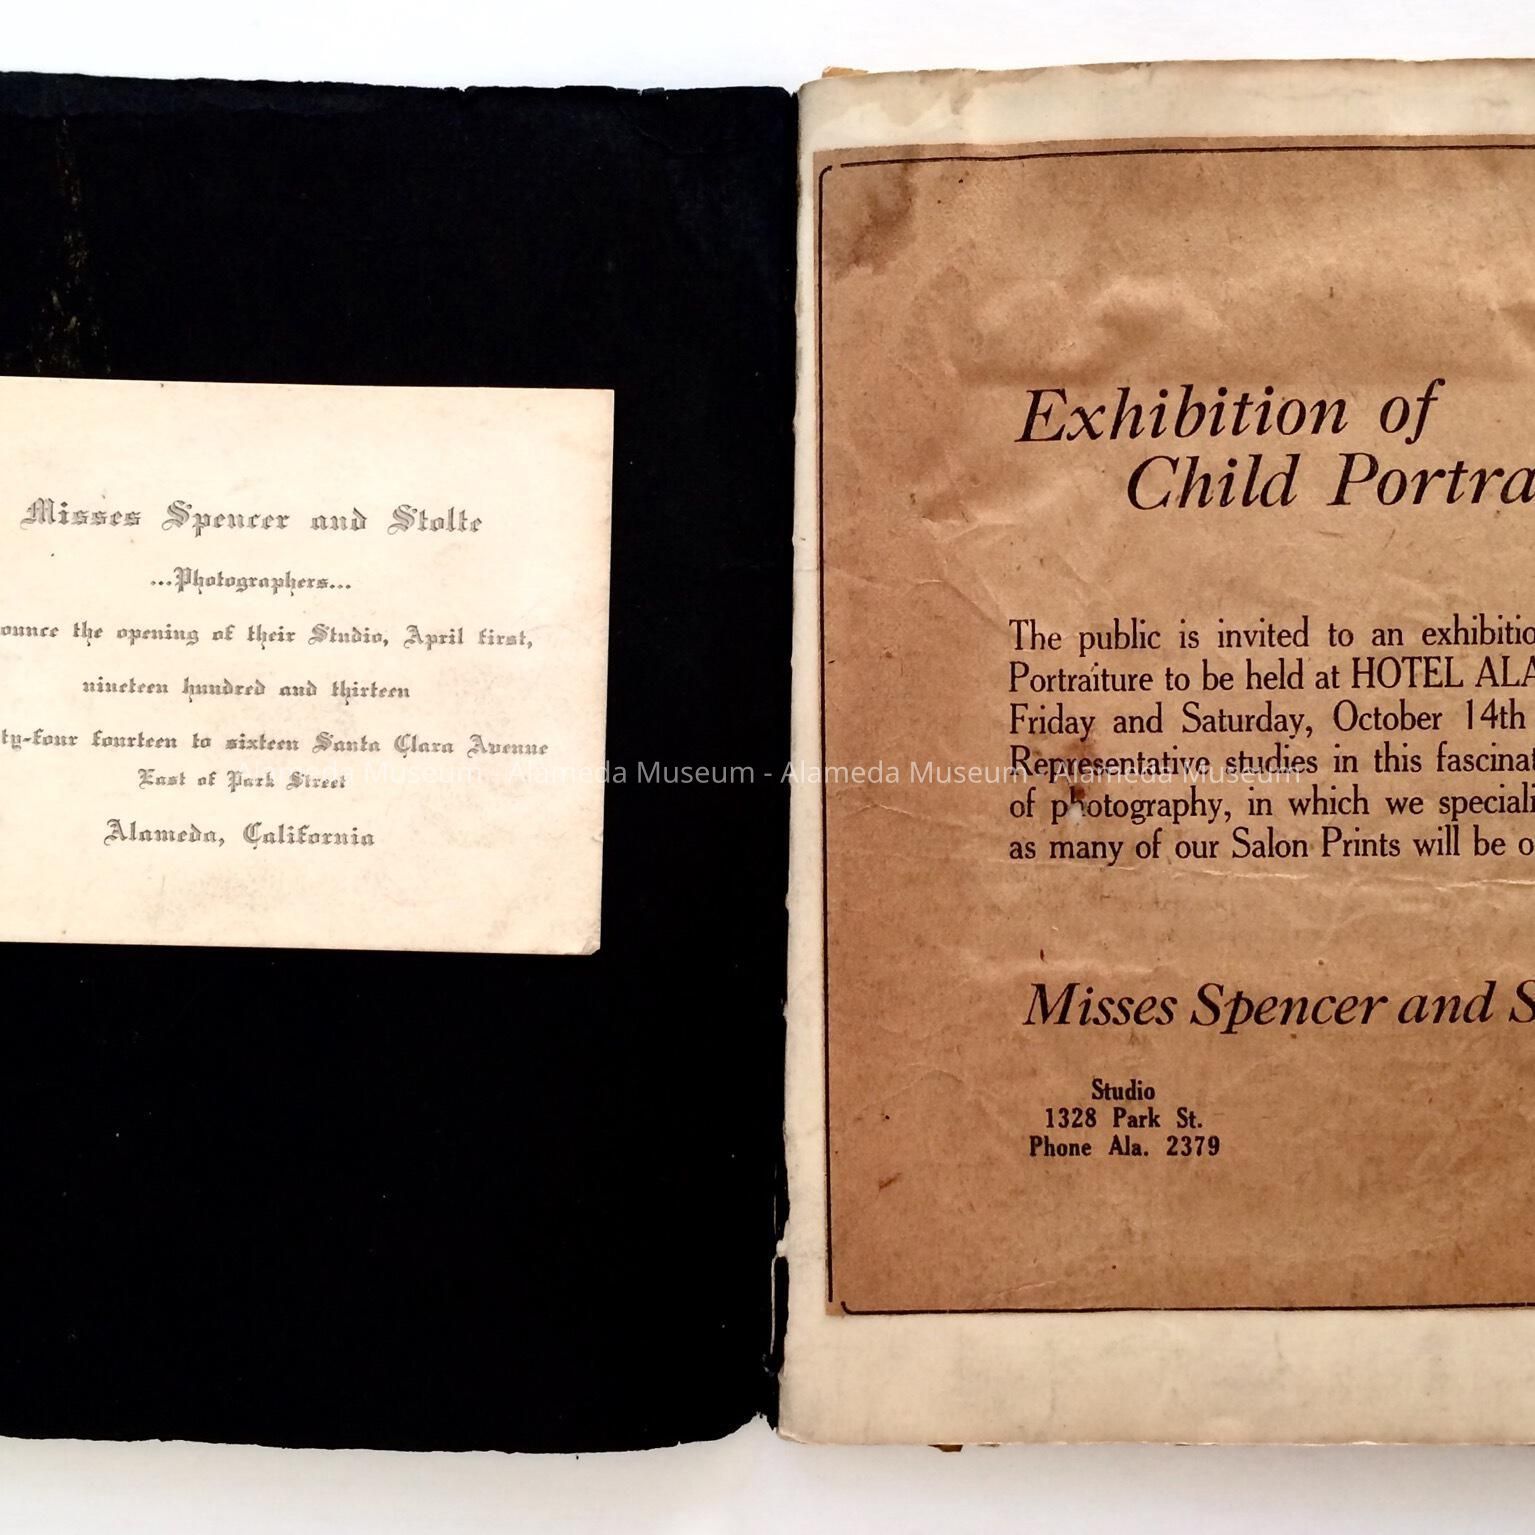 Misses Spencer and Stolte
...Photographers...
ounce the opening of their Studio, April first,
nineteen hundred and thirteen
ty-four fourteen to sixteen Santa Clara Avenue
East of Park Street
Alameda, California
Exhibition of
Child Portra
The public is invited to an exhibitio
Portraiture to be held at HOTEL ALA
Friday and Saturday, October 14th
Representative studies in this fascinat
of photography, in which we speciali
as many of our Salon Prints will be o
Misses Spencer and S
Studio
1328 Park St.
Phone Ala. 2379
Alameda Museum - Alameda Museum - Alameda Museum - Alameda Museum